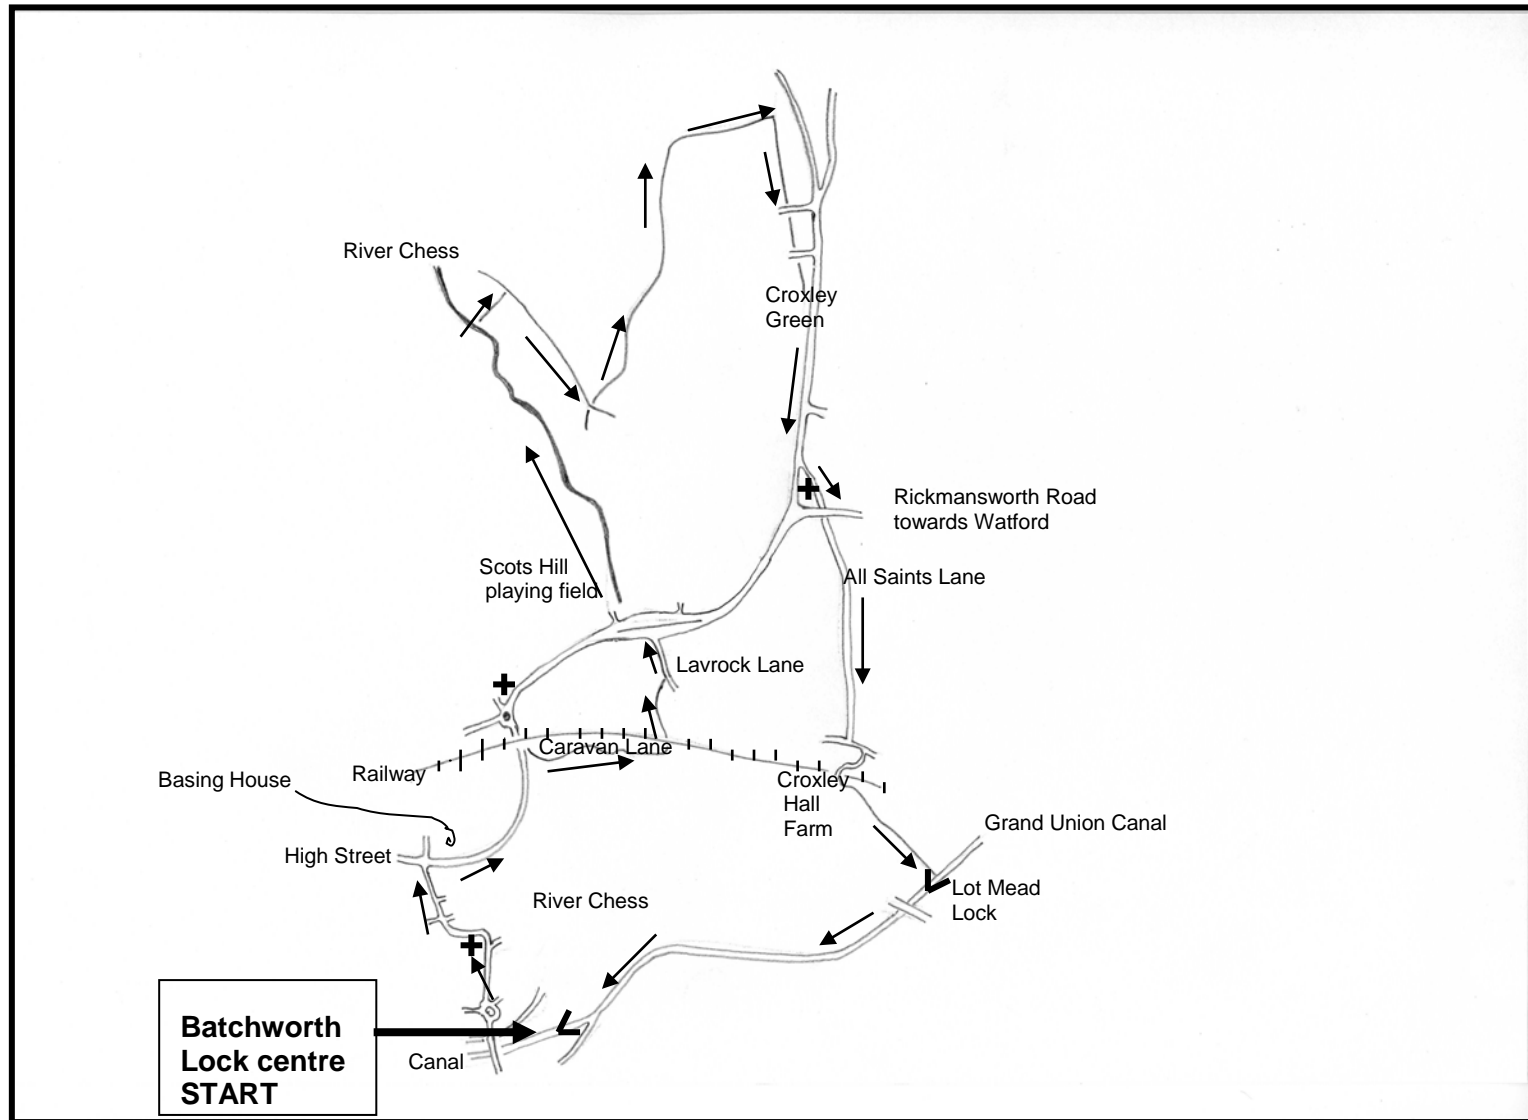 River Chess
Croxley
Green
Rickmansworth Road
towards Watford
Scots Hill
playing field
All Saints Lane
Lavrock Lane
Caravan Lane
Railway
Basing House
Croxley
Hall
Farm
Grand Union Canal
High Street
Lot Mead
Lock
River Chess
Batchworth
Lock centre
START
Canal